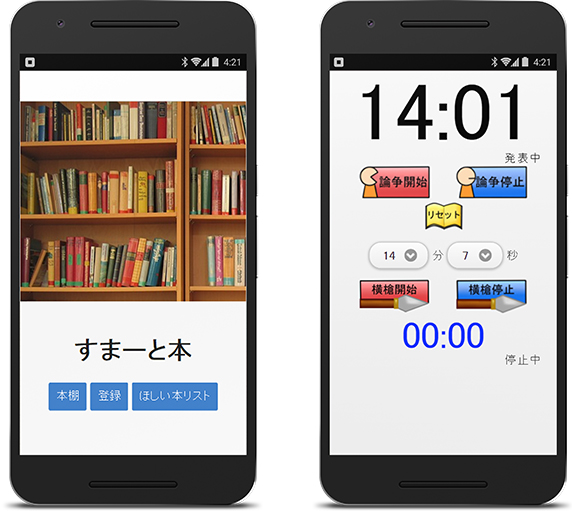 4:21
すまーと本
本棚
登録
ほしい本リスト
4:21
14:01
発表中
論争開始
論争停止
リセット
14 分 7 秒
横槍開始
横槍停止
00:00
停止中